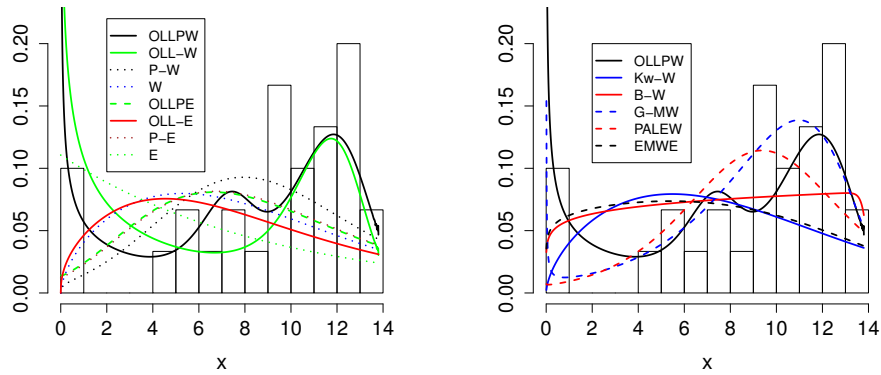 0.20
0.15
0.10
0.05
0.00
OLLPW
OLL-W
P-W
W
OLLPE
OLL-E
P-E
E
0 2 4 6 8 10 12 14
x
0.20
0.15
0.10
0.05
0.00
OLLPW
Kw-W
B-W
G-MW
PALEW
EMWE
0 2 4 6 8 10 12 14
x